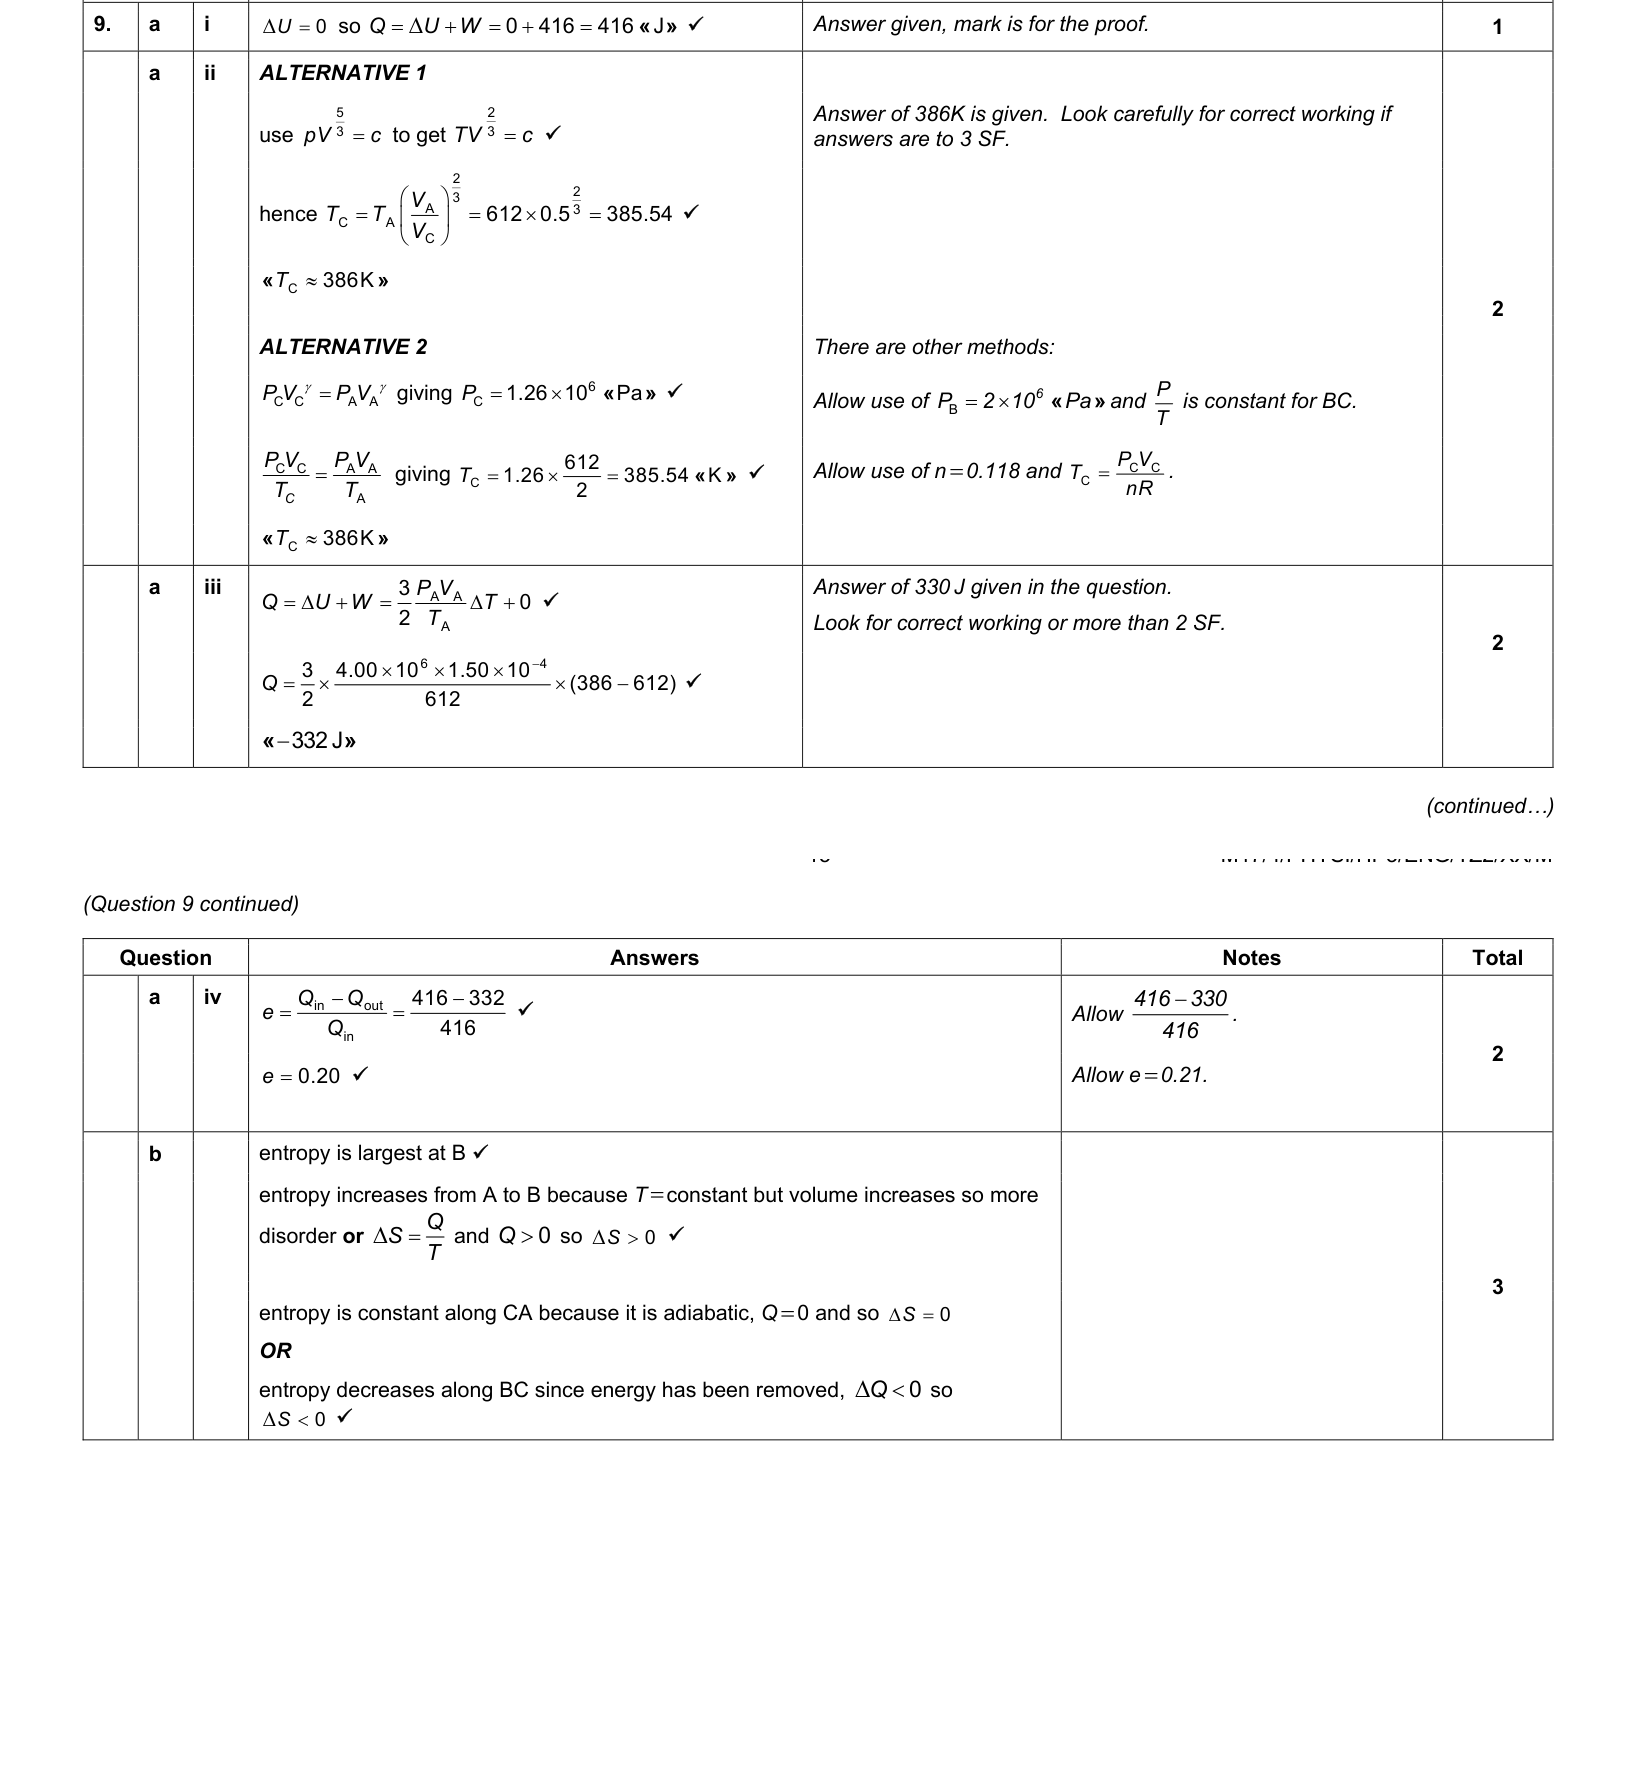 9. a i ΔU = 0 so Q = ΔU + W = 0 + 416 = 416 «J» ✓ Answer given, mark is for the proof. 1
a ii ALTERNATIVE 1
use pV^(5/3) = c to get TV^(2/3) = c ✓ Answer of 386K is given. Look carefully for correct working if
answers are to 3 SF.
hence T_C = T_A (V_A/V_C)^(2/3) = 612 × 0.5^(2/3) = 385.54 ✓
«T_C ≈ 386K»
2
ALTERNATIVE 2 There are other methods:
P_C V_C^γ = P_A V_A^γ giving P_C = 1.26 × 10^6 «Pa» ✓ Allow use of P_B = 2 × 10^6 «Pa» and P/T is constant for BC.
P_C V_C/T_C = P_A V_A/T_A giving T_C = 1.26 × 612/2 = 385.54 «K» ✓ Allow use of n = 0.118 and T_C = P_C V_C/nR.
«T_C ≈ 386K»
a iii Q = ΔU + W = 3/2 P_A V_A/T_A ΔT + 0 ✓ Answer of 330 J given in the question.
Look for correct working or more than 2 SF.
2
Q = 3/2 × 4.00 × 10^6 × 1.50 × 10^−4/612 × (386 − 612) ✓
«−332 J»
(continued…)
(Question 9 continued)
Question Answers Notes Total
a iv e = Q_in − Q_out/Q_in = 416 − 332/416 ✓ Allow 416 − 330/416.
2
e = 0.20 ✓ Allow e = 0.21.
b entropy is largest at B ✓
entropy increases from A to B because T = constant but volume increases so more
disorder or ΔS = Q/T and Q > 0 so ΔS > 0 ✓
3
entropy is constant along CA because it is adiabatic, Q = 0 and so ΔS = 0
OR
entropy decreases along BC since energy has been removed, ΔQ < 0 so
ΔS < 0 ✓